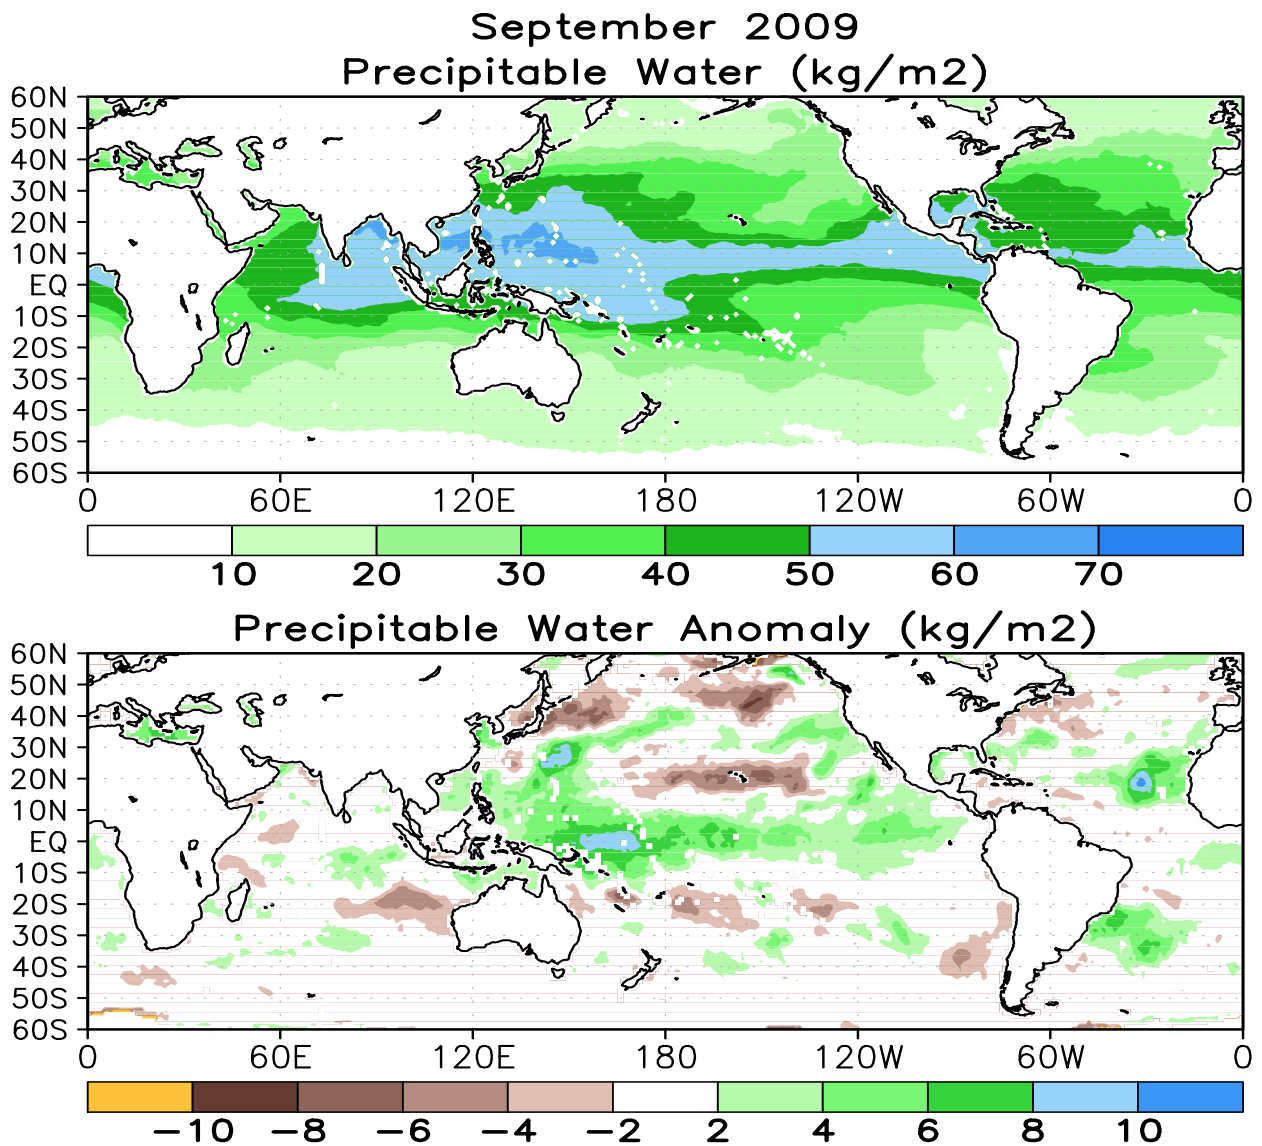 September 2009
Precipitable Water (kg/m2)
60N
50N
40N
30N
20N
10N
EQ
10S
20S
30S
40S
50S
60S
0 60E 120E 180 120W 60W 0
10 20 30 40 50 60 70
Precipitable Water Anomaly (kg/m2)
60N
50N
40N
30N
20N
10N
EQ
10S
20S
30S
40S
50S
60S
0 60E 120E 180 120W 60W 0
−10 −8 −6 −4 −2 2 4 6 8 10